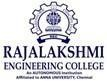 RAJALAKSHMI
ENGINEERING COLLEGE
An AUTONOMOUS Institution
Affiliated to ANNA UNIVERSITY, Chennai